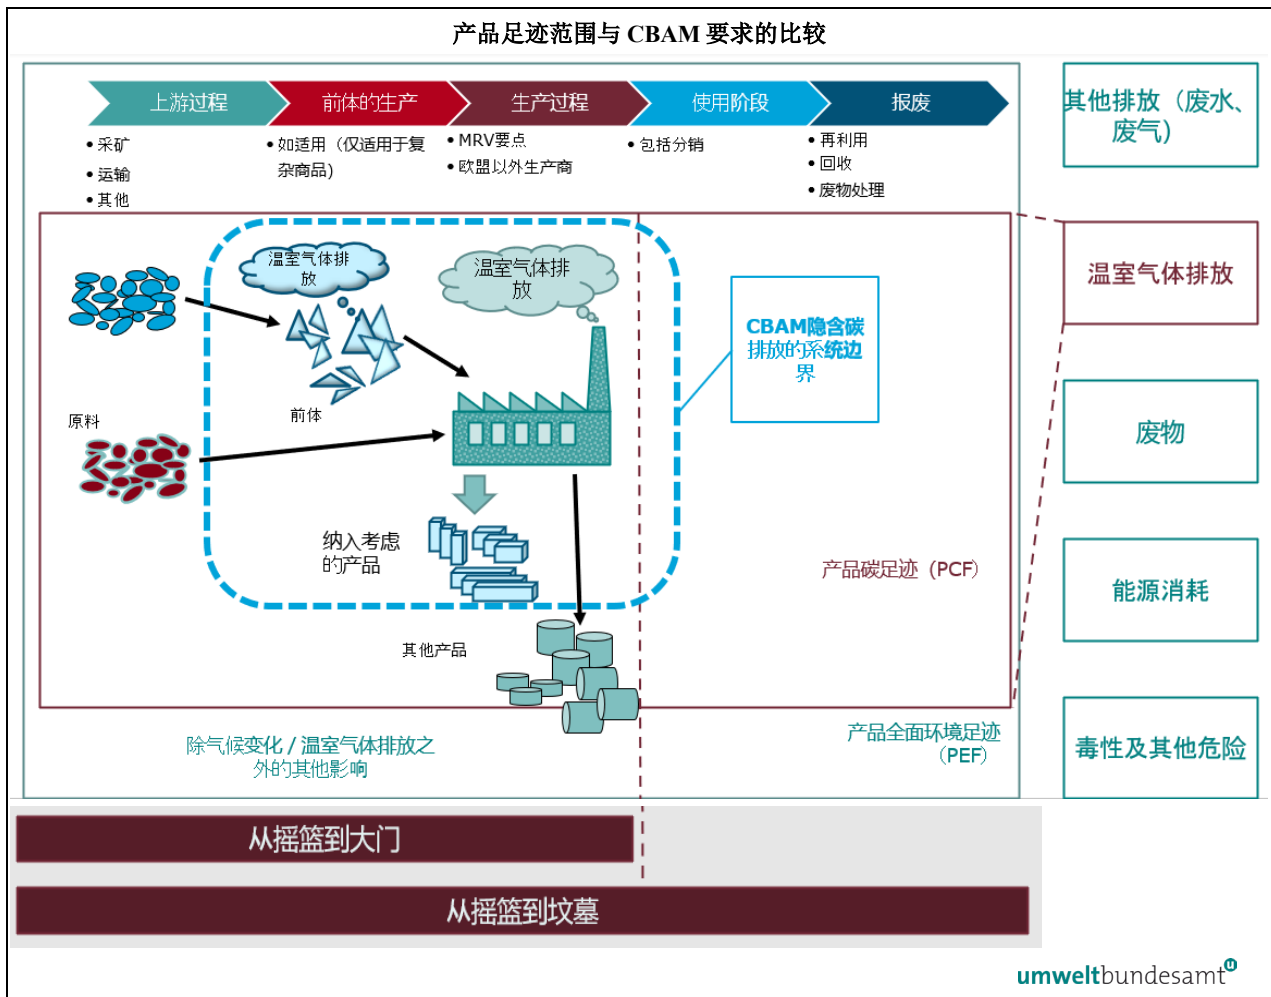 产品足迹范围与 CBAM 要求的比较
上游过程
前体的生产
生产过程
使用阶段
报废
• 采矿
• 运输
• 其他
• 如适用（仅适用于复
杂商品)
• MRV要点
• 欧盟以外生产商
• 包括分销
• 再利用
• 回收
• 废物处理
其他排放（废水、
废气)
温室气体排放
废物
能源消耗
毒性及其他危险
温室气体排
放
温室气体排
放
CBAM隐含碳
排放的系统边
界
原料
前体
纳入考虑
的产品
其他产品
产品碳足迹（PCF）
除气候变化 / 温室气体排放之
外的其他影响
产品全面环境足迹
（PEF）
从摇篮到大门
从摇篮到坟墓
umweltbundesamt
u